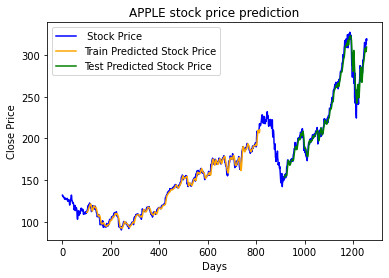 APPLE stock price prediction
Stock Price
Train Predicted Stock Price
Test Predicted Stock Price
Close Price
300
250
200
150
100
0 200 400 600 800 1000 1200
Days